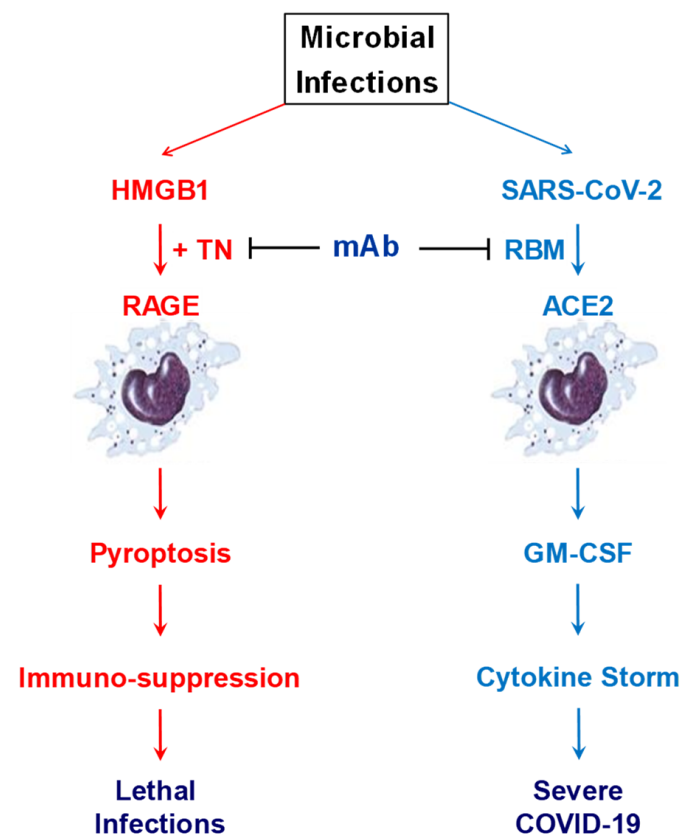 Microbial
Infections
HMGB1
SARS-CoV-2
+ TN
mAb
RBM
RAGE
ACE2
Pyroptosis
GM-CSF
Immuno-suppression
Cytokine Storm
Lethal
Infections
Severe
COVID-19